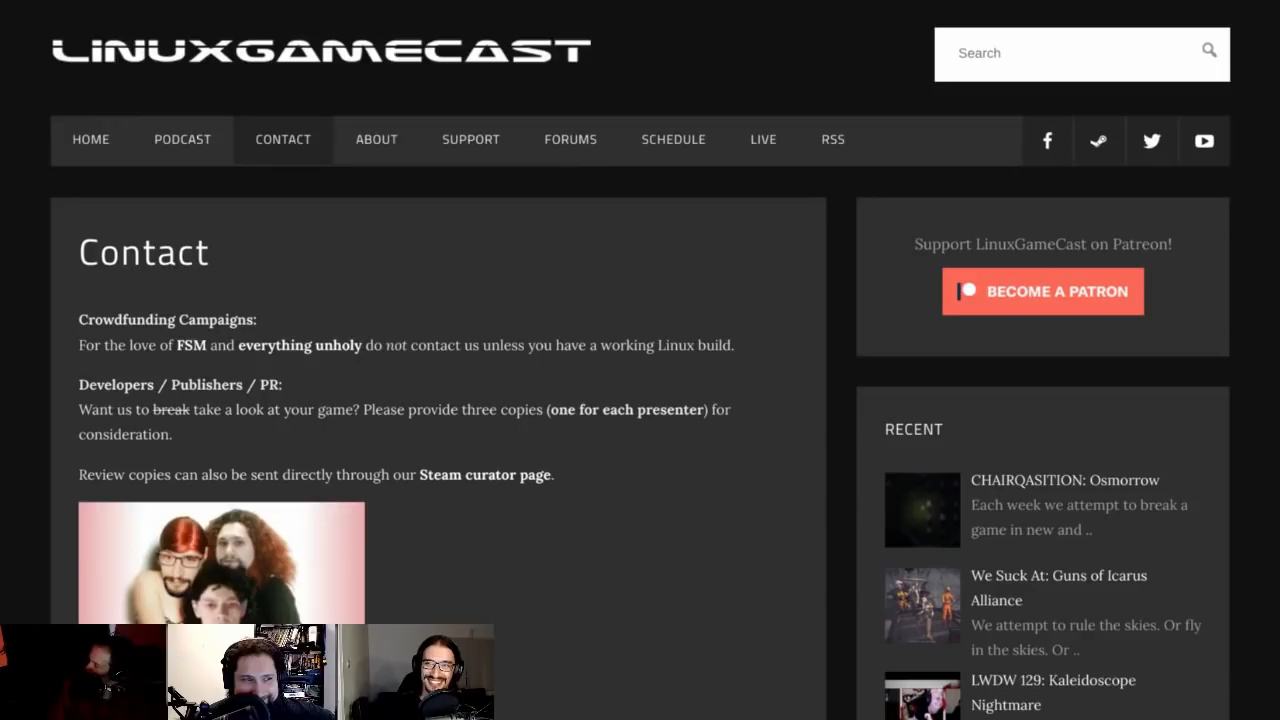 LINUXGAMECAST
Search
HOME PODCAST CONTACT ABOUT SUPPORT FORUMS SCHEDULE LIVE RSS
Contact
Crowdfunding Campaigns:
For the love of FSM and everything unholy do not contact us unless you have a working Linux build.
Developers / Publishers / PR:
Want us to break take a look at your game? Please provide three copies (one for each presenter) for
consideration.
Review copies can also be sent directly through our Steam curator page.
Support LinuxGameCast on Patreon!
BECOME A PATRON
RECENT
CHAIRQASITION: Osmorrow
Each week we attempt to break a
game in new and ..
We Suck At: Guns of Icarus
Alliance
We attempt to rule the skies. Or fly
in the skies. Or ..
LWDW 129: Kaleidoscope
Nightmare